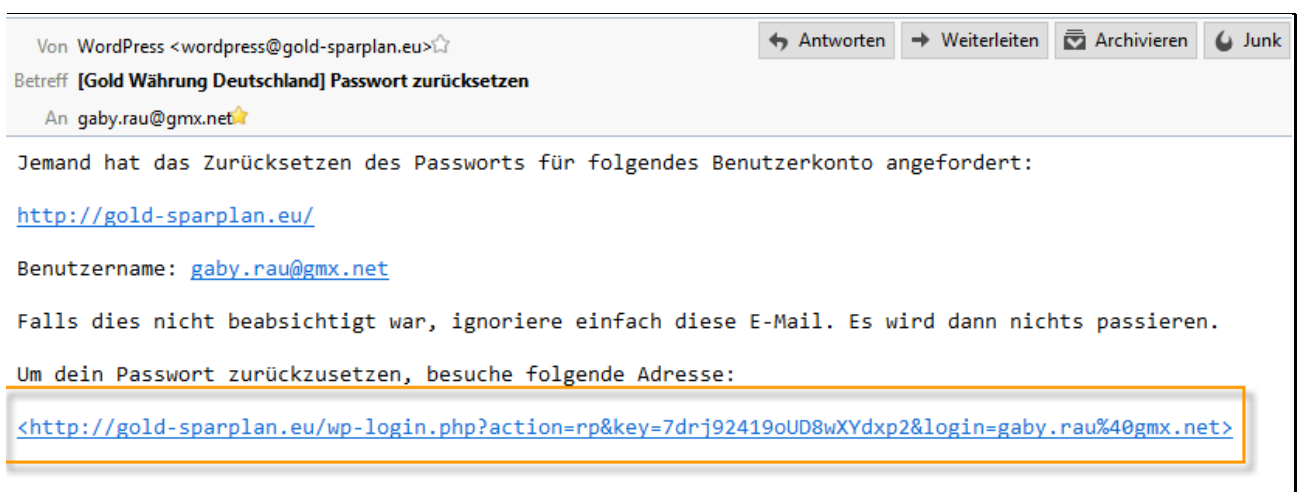 Von WordPress <wordpress@gold-sparplan.eu> Antworten Weiterleiten Archivieren Junk
Betreff [Gold Währung Deutschland] Passwort zurücksetzen
An gaby.rau@gmx.net
Jemand hat das Zurücksetzen des Passworts für folgendes Benutzerkonto angefordert:
http://gold-sparplan.eu/
Benutzername: gaby.rau@gmx.net
Falls dies nicht beabsichtigt war, ignoriere einfach diese E-Mail. Es wird dann nichts passieren.
Um dein Passwort zurückzusetzen, besuche folgende Adresse:
<http://gold-sparplan.eu/wp-login.php?action=rp&key=7drj92419oUD8wXYdxp2&login=gaby.rau%40gmx.net>